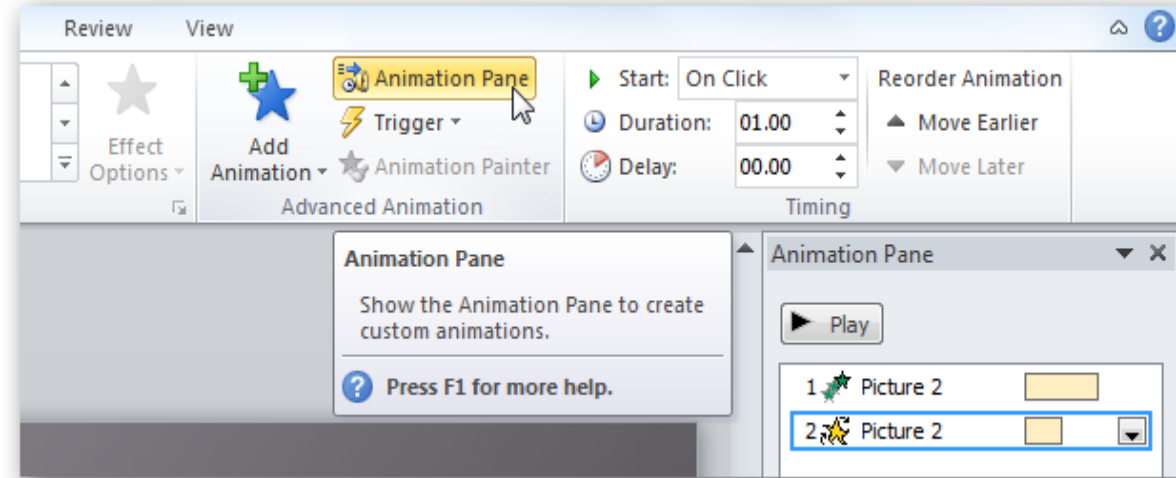 Review View
Animation Pane Start: On Click Reorder Animation
Trigger Duration: 01.00 Move Earlier
Effect Options Add Animation Animation Painter Delay: 00.00 Move Later
Advanced Animation Timing
Animation Pane
Show the Animation Pane to create
custom animations.
Press F1 for more help.
Animation Pane
Play
1 Picture 2
2 Picture 2